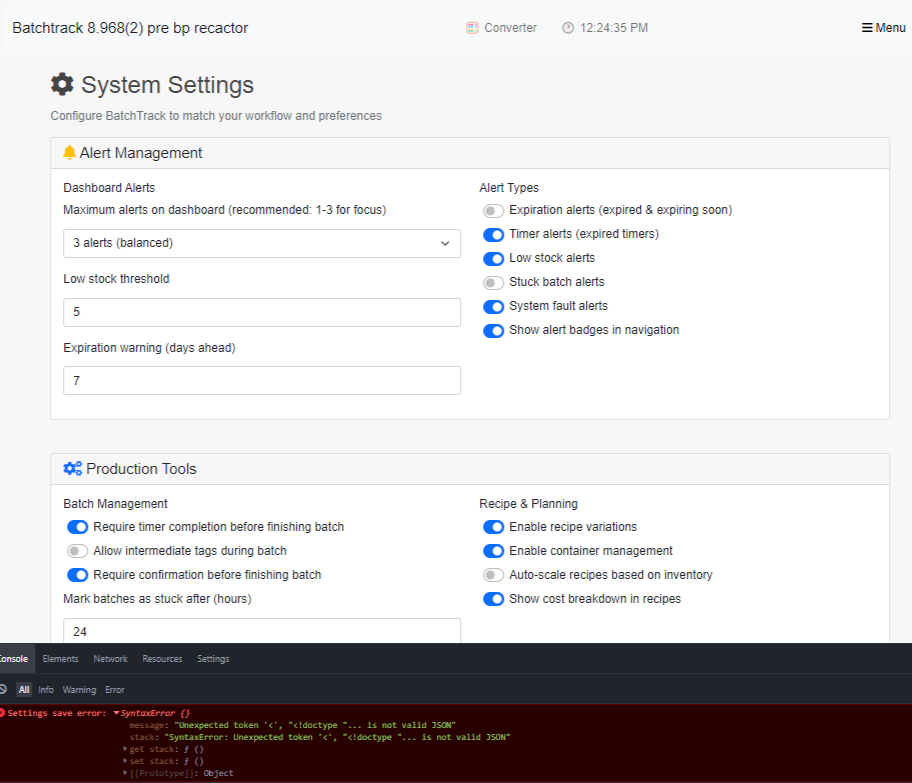 Batchtrack 8.968(2) pre bp recactor
Converter
12:24:35 PM
Menu
System Settings
Configure BatchTrack to match your workflow and preferences
Alert Management
Dashboard Alerts
Maximum alerts on dashboard (recommended: 1-3 for focus)
3 alerts (balanced)
Low stock threshold
5
Expiration warning (days ahead)
7
Alert Types
Expiration alerts (expired & expiring soon)
Timer alerts (expired timers)
Low stock alerts
Stuck batch alerts
System fault alerts
Show alert badges in navigation
Production Tools
Batch Management
Require timer completion before finishing batch
Allow intermediate tags during batch
Require confirmation before finishing batch
Mark batches as stuck after (hours)
24
Recipe & Planning
Enable recipe variations
Enable container management
Auto-scale recipes based on inventory
Show cost breakdown in recipes
Console Elements Network Resources Settings
All Info Warning Error
Settings save error: ▼SyntaxError {}
message: "Unexpected token '<', "<!doctype "... is not valid JSON"
stack: "SyntaxError: Unexpected token '<', "<!doctype "... is not valid JSON"
get stack: ƒ ()
set stack: ƒ ()
[[Prototype]]: Object